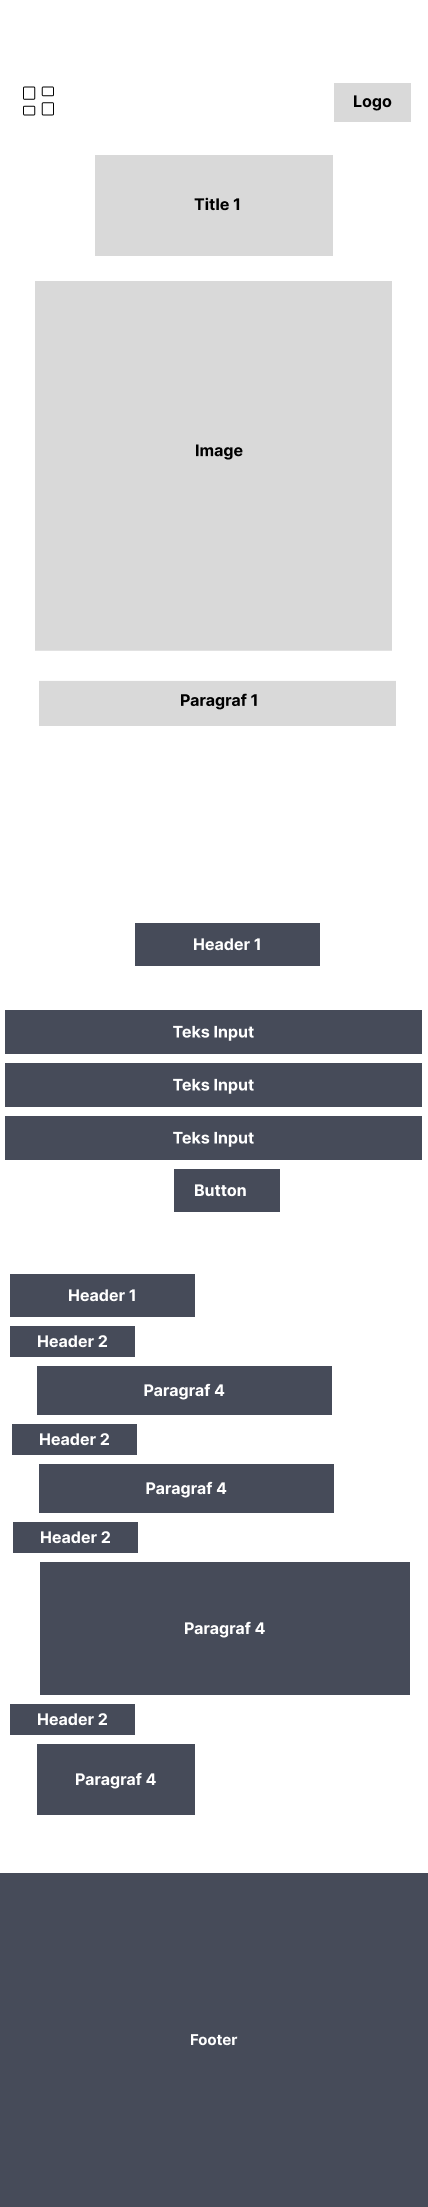 Logo
Title 1
Image
Paragraf 1
Header 1
Teks Input
Teks Input
Teks Input
Button
Header 1
Header 2
Paragraf 4
Header 2
Paragraf 4
Header 2
Paragraf 4
Header 2
Paragraf 4
Footer